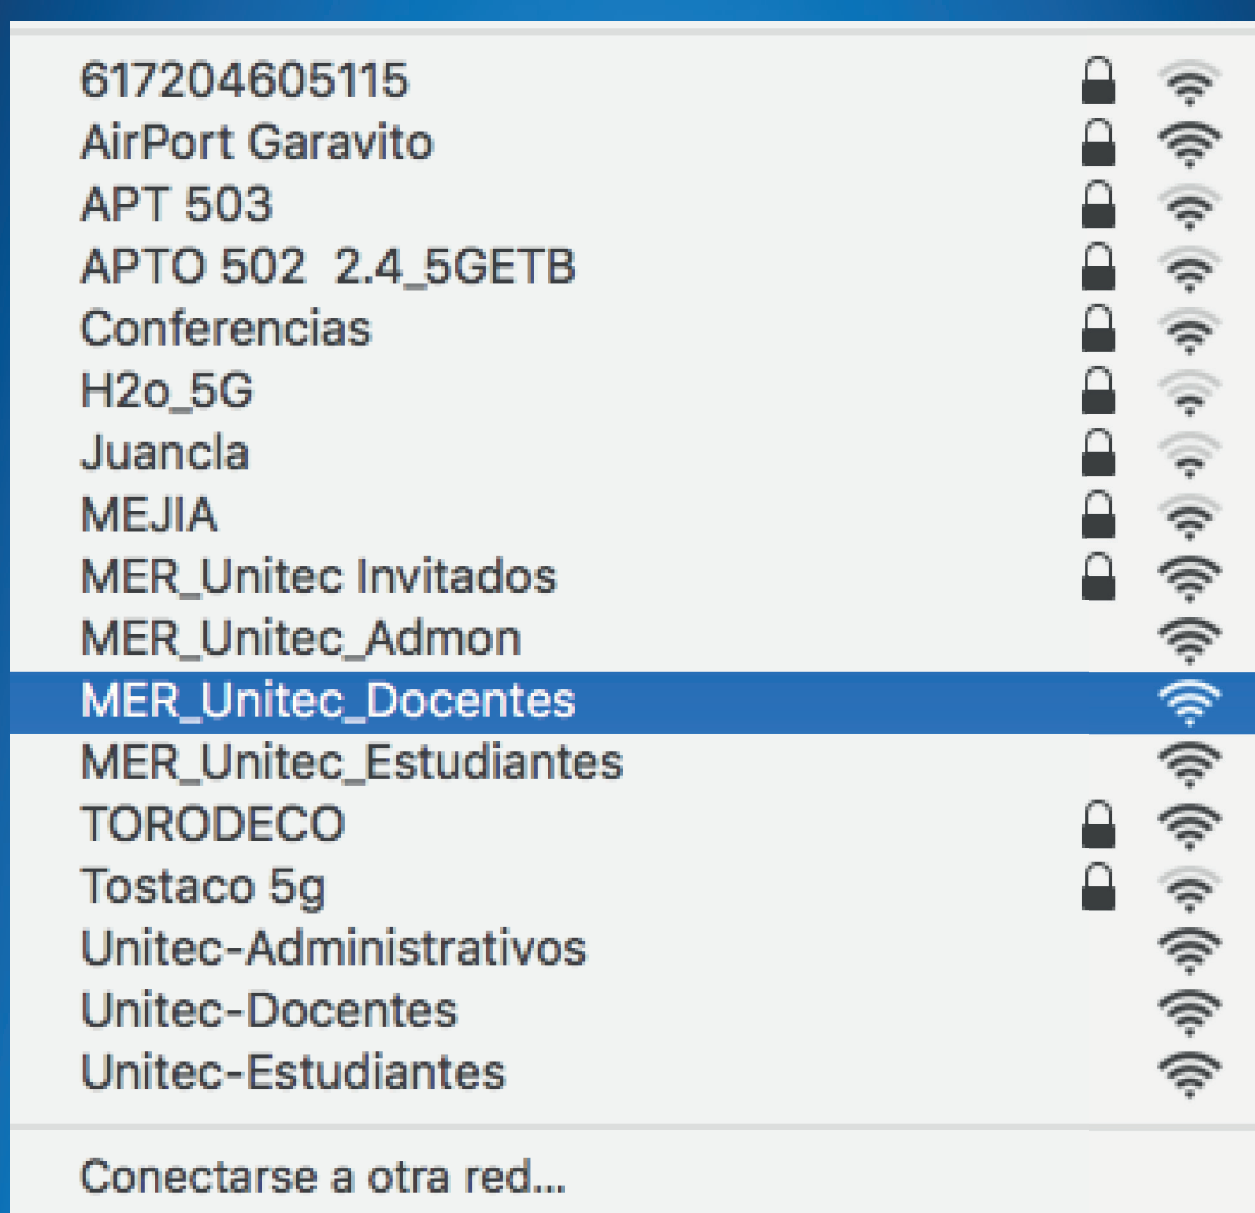 617204605115
AirPort Garavito
APT 503
APTO 502  2.4_5GETB
Conferencias
H2o_5G
Juancla
MEJIA
MER_Unitec Invitados
MER_Unitec_Admon
MER_Unitec_Docentes
MER_Unitec_Estudiantes
TORODECO
Tostaco 5g
Unitec-Administrativos
Unitec-Docentes
Unitec-Estudiantes
Conectarse a otra red...